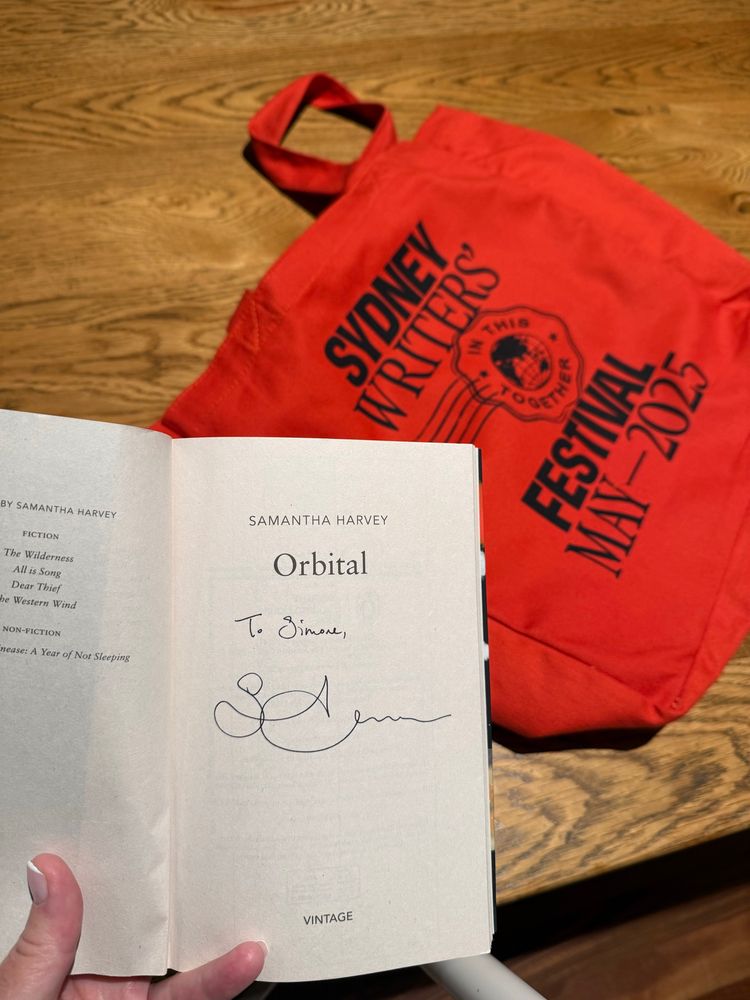 SYDNEY
WRITERS'
IN THIS
TOGETHER
FESTIVAL
MAY—2025
BY SAMANTHA HARVEY
FICTION
The Wilderness
All is Song
Dear Thief
he Western Wind
NON-FICTION
nease: A Year of Not Sleeping
SAMANTHA HARVEY
Orbital
To Simone,
VINTAGE